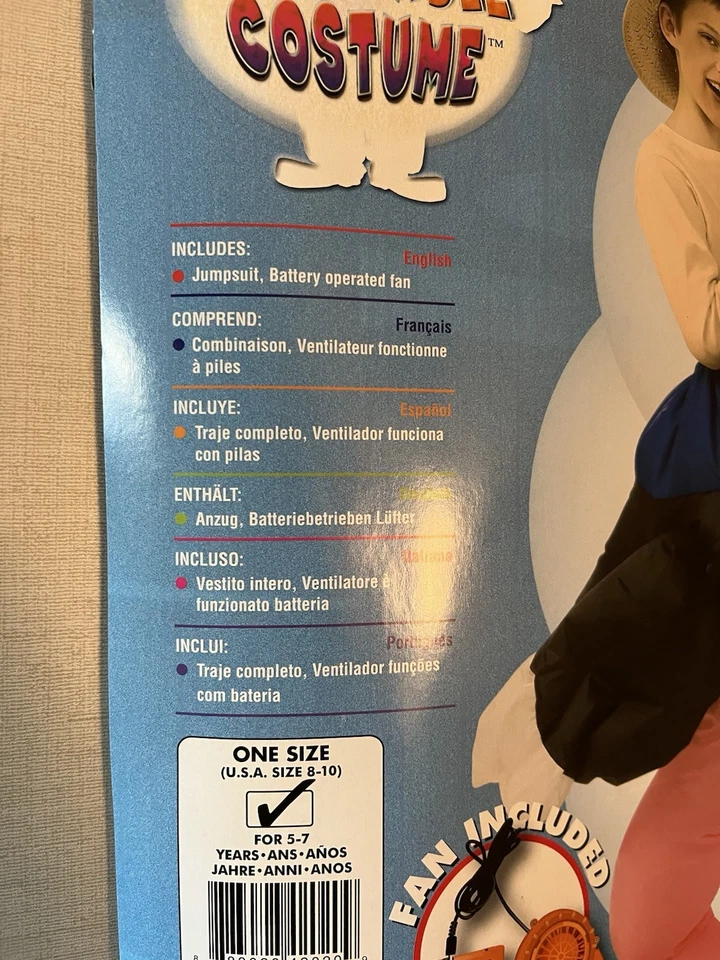 COSTUME™
INCLUDES:
English
Jumpsuit, Battery operated fan
COMPREND:
Français
Combinaison, Ventilateur fonctionne
à piles
INCLUYE:
Español
Traje completo, Ventilador funciona
con pilas
ENTHÄLT:
Anzug, Batteriebetrieben Lüfter
INCLUSO:
Italiano
Vestito intero, Ventilatore è
funzionato batteria
INCLUI:
Português
Traje completo, Ventilador funções
com bateria
ONE SIZE
(U.S.A. SIZE 8-10)
FOR 5-7
YEARS•ANS•AÑOS
JAHRE•ANNI•ANOS
FAN INCLUDED